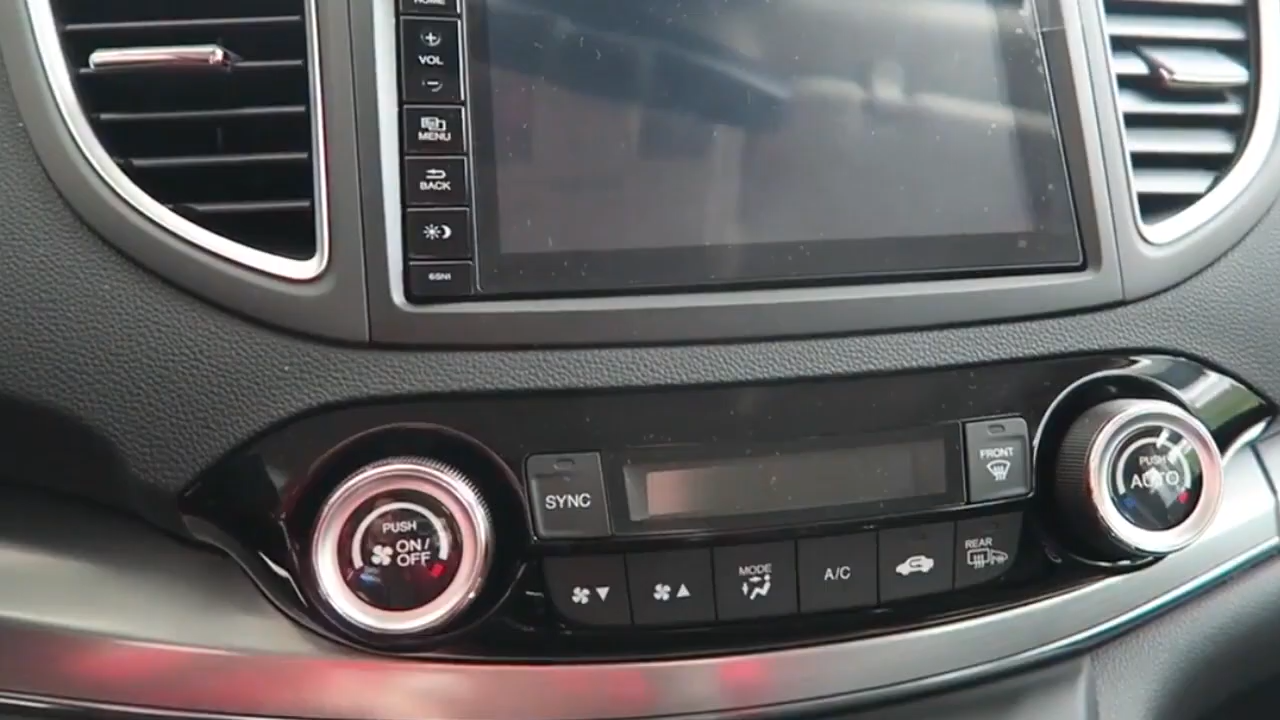 HOME
VOL
MENU
BACK
SYNC
FRONT
PUSH
AUTO
PUSH
ON/
OFF
MODE
A/C
REAR